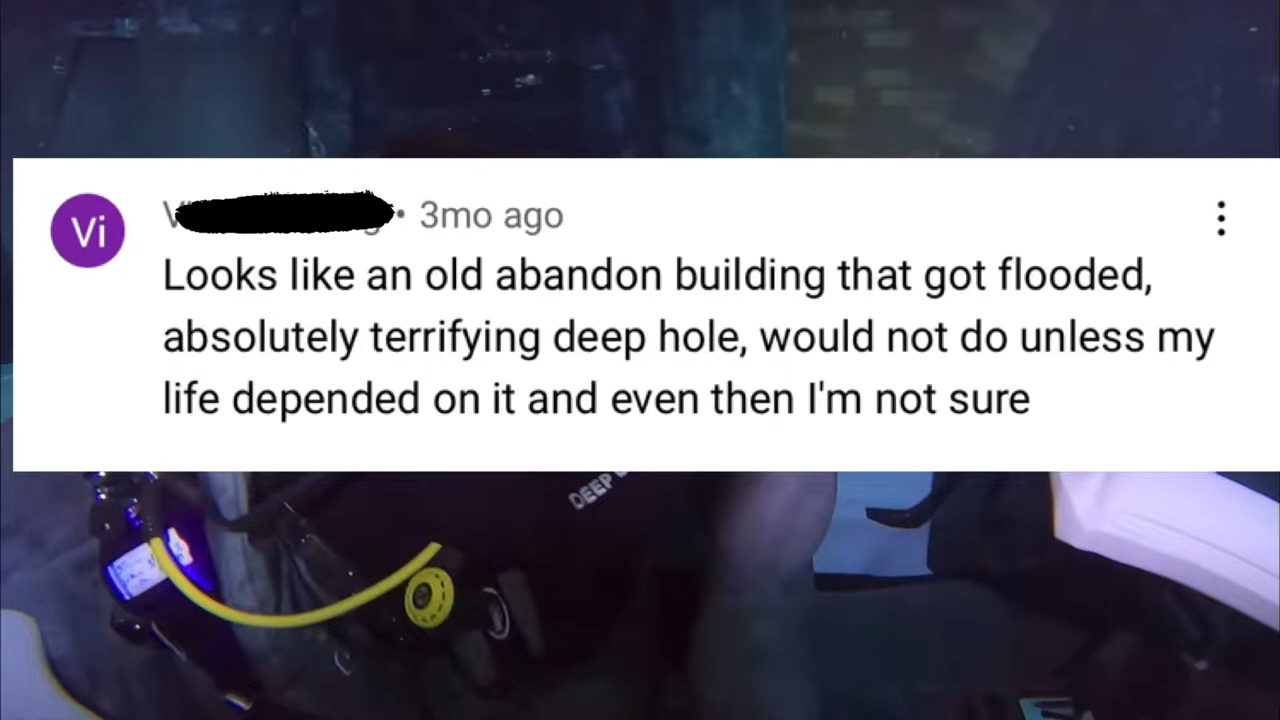 Vi
3mo ago
Looks like an old abandon building that got flooded,
absolutely terrifying deep hole, would not do unless my
life depended on it and even then I'm not sure
DEEP